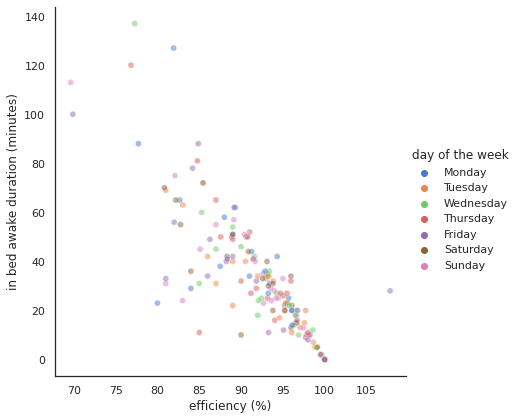 140
120
100
80
60
40
20
0
in bed awake duration (minutes)
70 75 80 85 90 95 100 105
efficiency (%)
day of the week
Monday
Tuesday
Wednesday
Thursday
Friday
Saturday
Sunday